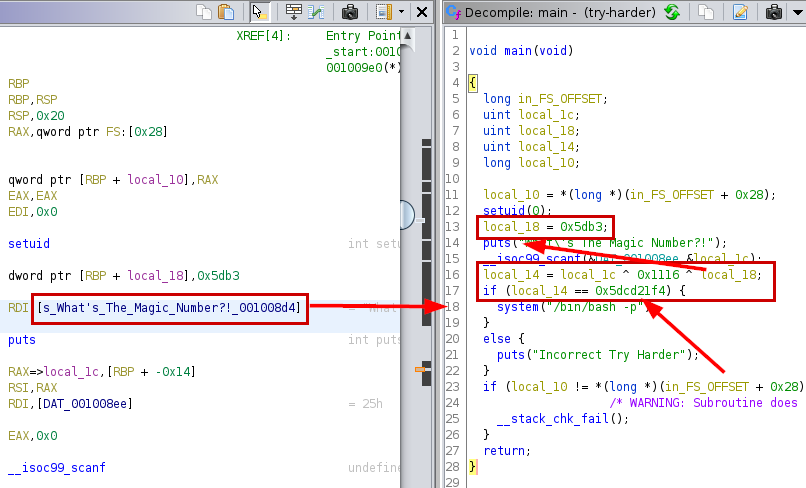 XREF[4]: Entry Point
_start:0010
001009e0(*)
RBP
RBP,RSP
RSP,0x20
RAX,qword ptr FS:[0x28]
qword ptr [RBP + local_10],RAX
EAX,EAX
EDI,0x0
setuid int setu
dword ptr [RBP + local_18],0x5db3
RDI,[s_What's_The_Magic_Number?!_001008d4] = "What
puts int puts
RAX=>local_1c,[RBP + -0x14]
RSI,RAX
RDI,[DAT_001008ee] = 25h
EAX,0x0
__isoc99_scanf undefine
Decompile: main - (try-harder)
1
2 void main(void)
3
4 {
5 long in_FS_OFFSET;
6 uint local_1c;
7 uint local_18;
8 uint local_14;
9 long local_10;
10
11 local_10 = *(long *)(in_FS_OFFSET + 0x28);
12 setuid(0);
13 local_18 = 0x5db3;
14 puts("What\'s The Magic Number?!");
15 __isoc99_scanf(&DAT_001008ee,&local_1c);
16 local_14 = local_1c ^ 0x1116 ^ local_18;
17 if (local_14 == 0x5dcd21f4) {
18 system("/bin/bash -p");
19 }
20 else {
21 puts("Incorrect Try Harder");
22 }
23 if (local_10 != *(long *)(in_FS_OFFSET + 0x28)
24 /* WARNING: Subroutine does
25 __stack_chk_fail();
26 }
27 return;
28 }
29